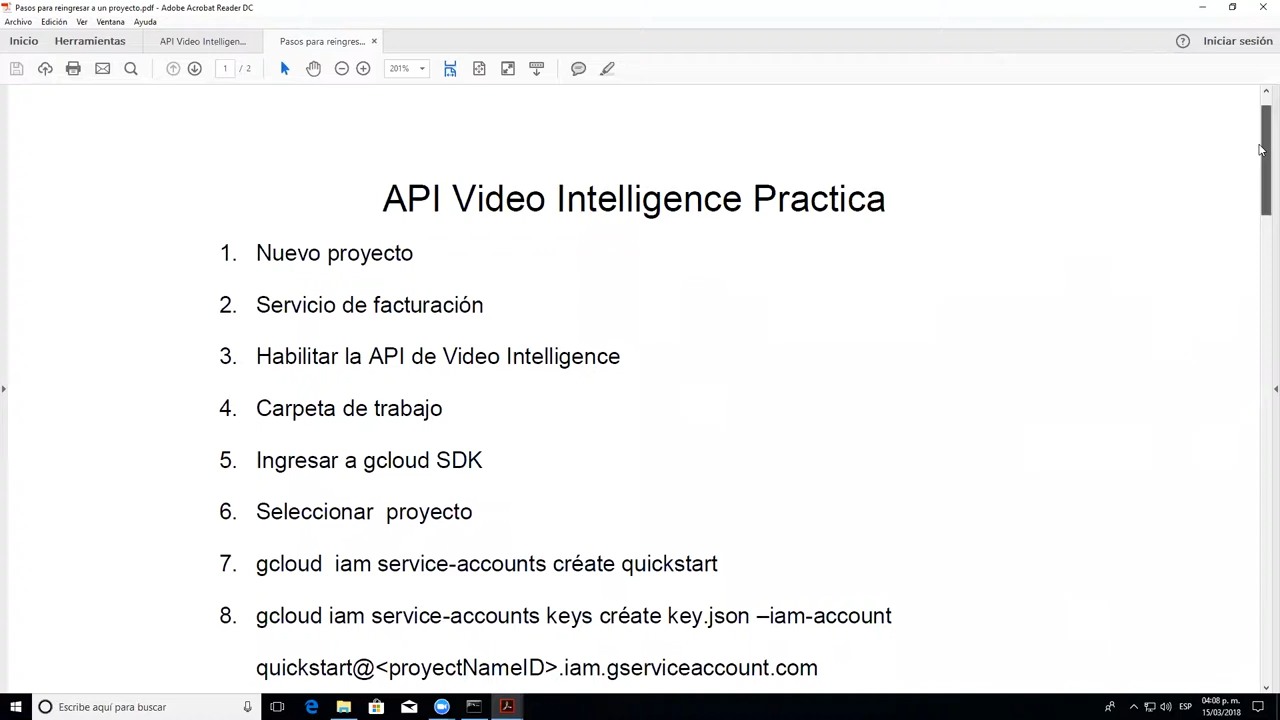 Pasos para reingresar a un proyecto.pdf - Adobe Acrobat Reader DC
Archivo Edición Ver Ventana Ayuda
Inicio Herramientas API Video Intelligen... Pasos para reingres... × Iniciar sesión
1 / 2 201%
API Video Intelligence Practica
1. Nuevo proyecto
2. Servicio de facturación
3. Habilitar la API de Video Intelligence
4. Carpeta de trabajo
5. Ingresar a gcloud SDK
6. Seleccionar proyecto
7. gcloud iam service-accounts créate quickstart
8. gcloud iam service-accounts keys créate key.json –iam-account
quickstart@<proyectNameID>.iam.gserviceaccount.com
Escribe aquí para buscar
ESP
04:08 p. m.
15/03/2018